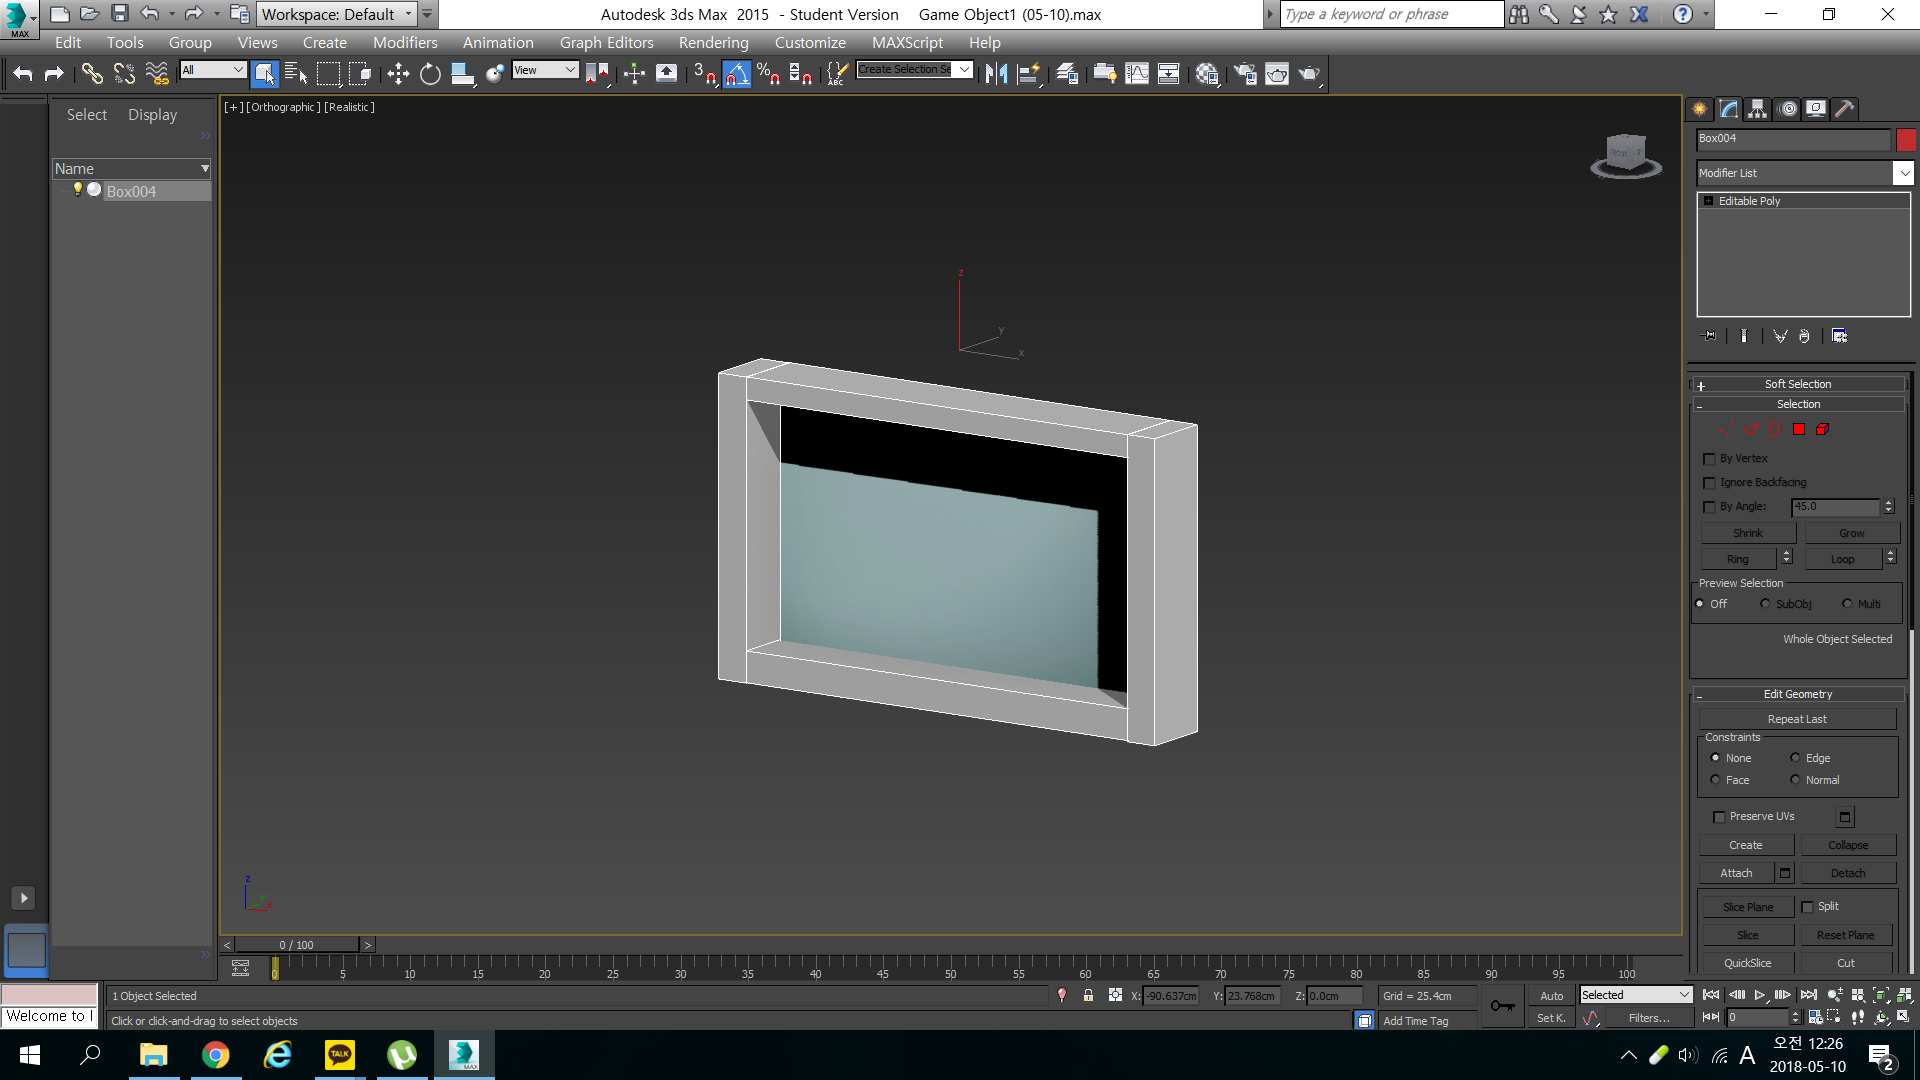 Workspace: Default
Autodesk 3ds Max 2015 - Student Version Game Object1 (05-10).max
Type a keyword or phrase
MAX
Edit Tools Group Views Create Modifiers Animation Graph Editors Rendering Customize MAXScript Help
All
View
3
%
ABC
Create Selection Se
Select Display
Name
Box004
[+] [Orthographic] [Realistic]
FRONT
z
y
x
z
y
x
Box004
Modifier List
Editable Poly
Soft Selection
Selection
By Vertex
Ignore Backfacing
By Angle: 45.0
Shrink Grow
Ring Loop
Preview Selection
Off SubObj Multi
Whole Object Selected
Edit Geometry
Repeat Last
Constraints
None Edge
Face Normal
Preserve UVs
Create Collapse
Attach Detach
Slice Plane Split
Slice Reset Plane
QuickSlice Cut
< 0 / 100 >
0 5 10 15 20 25 30 35 40 45 50 55 60 65 70 75 80 85 90 95 100
1 Object Selected
X: -90.637cm Y: 23.768cm Z: 0.0cm Grid = 25.4cm
Auto Selected
Welcome to I
Click or click-and-drag to select objects
Add Time Tag
Set K. Filters... 0
TALK
MAX
A
오전 12:26
2018-05-10
2